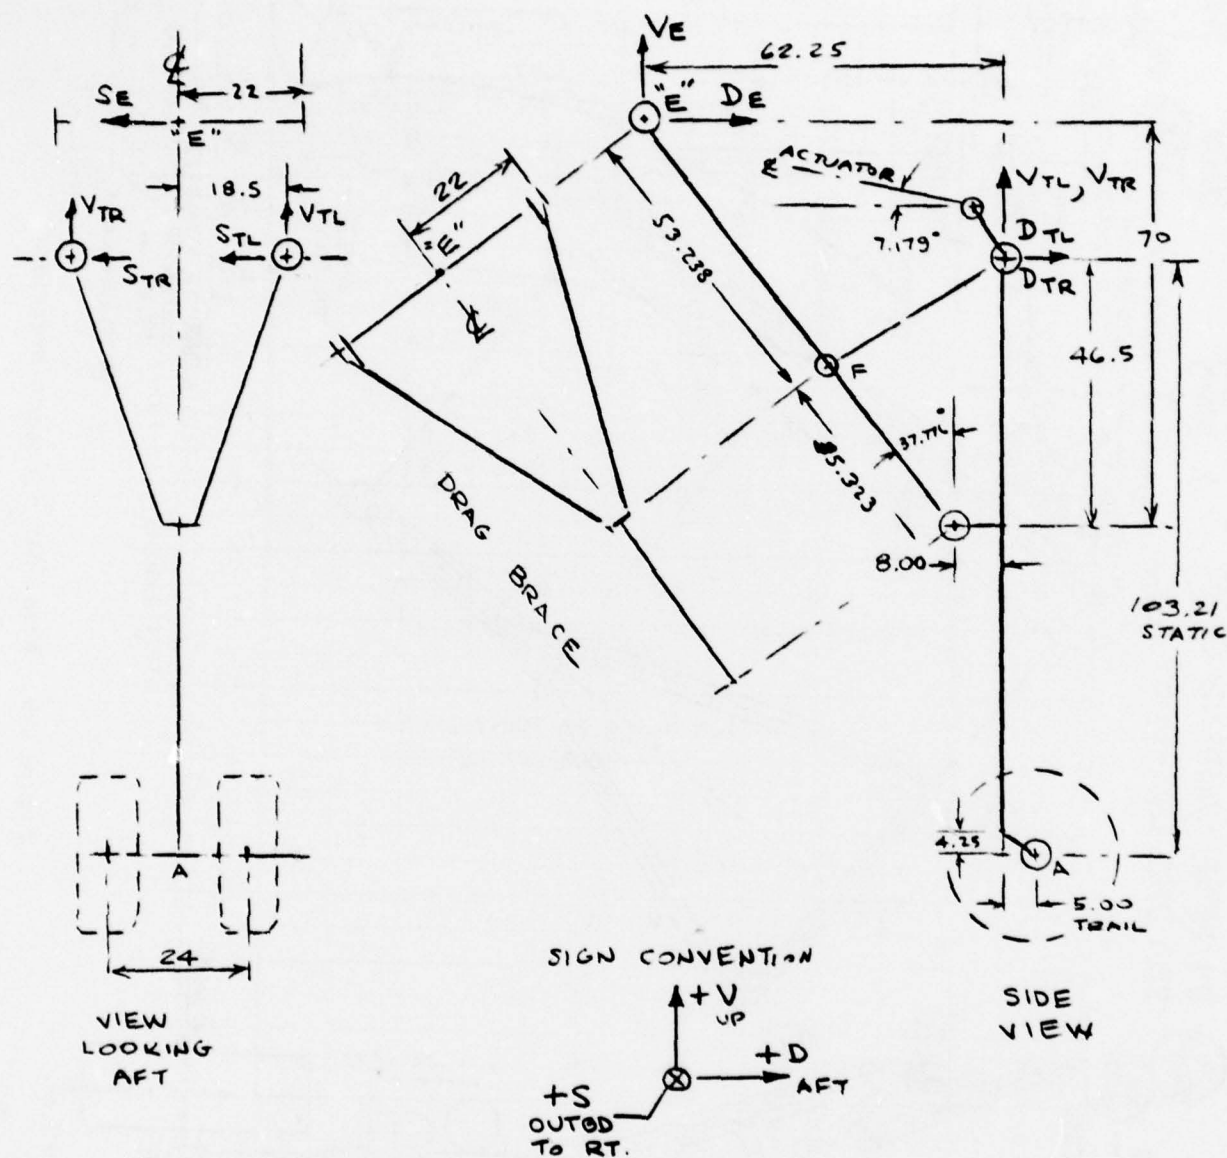 VE
62.25
℄
22
SE
"E"
"E"
DE
ACTUATOR
℄
18.5
VTR
VTL
22
"E"
VTL, VTR
7.179°
DTL
70
STL
STR
53.238
DTR
℄
46.5
F
37.776°
35.323
DRAG
BRACE
8.00
103.21
STATIC
4.25
A
A
5.00
TRAIL
24
SIGN CONVENTION
VIEW
LOOKING
AFT
+V
UP
SIDE
VIEW
+D
AFT
+S
OUTBD
TO RT.